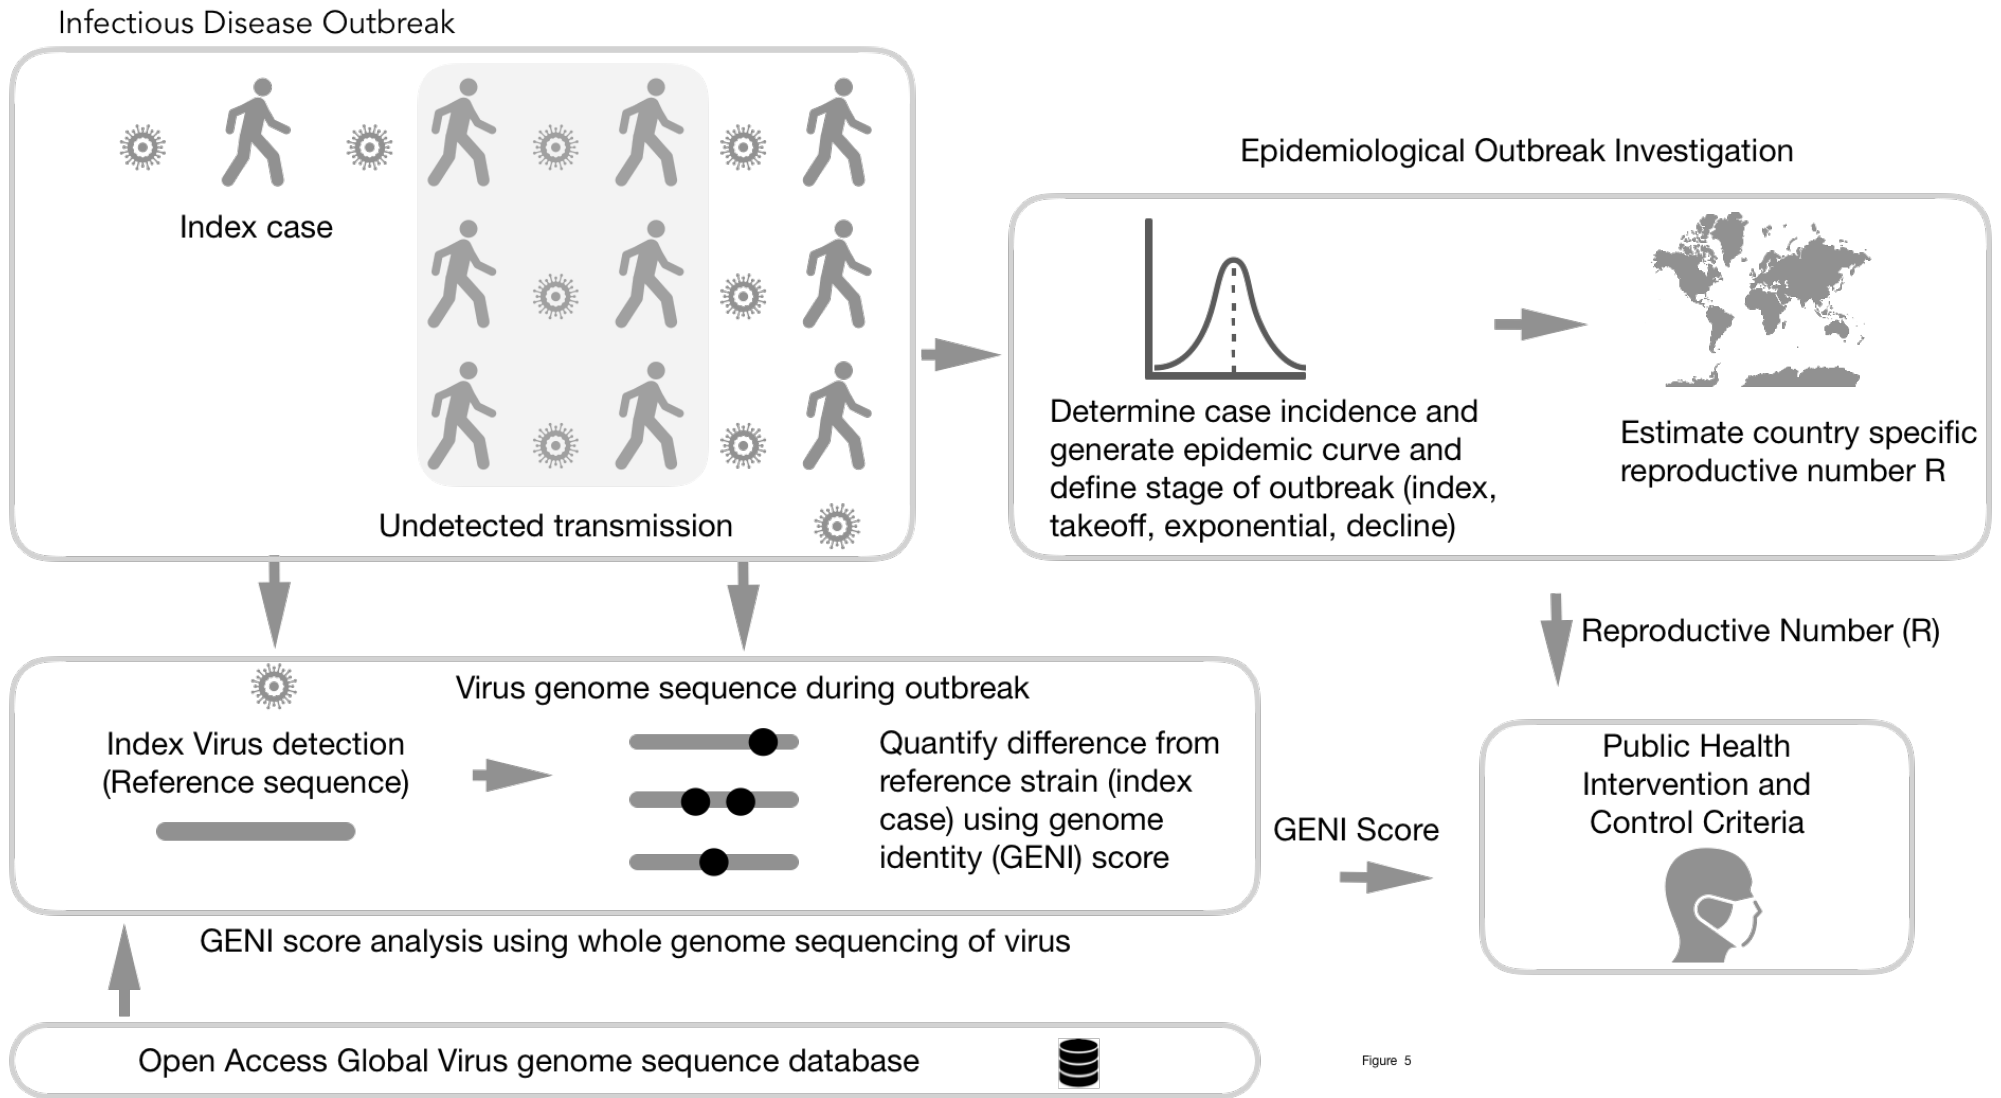 Infectious Disease Outbreak
Index case
Undetected transmission
Epidemiological Outbreak Investigation
Determine case incidence and
generate epidemic curve and
define stage of outbreak (index,
takeoff, exponential, decline)
Estimate country specific
reproductive number R
Reproductive Number (R)
Virus genome sequence during outbreak
Index Virus detection
(Reference sequence)
Quantify difference from
reference strain (index
case) using genome
identity (GENI) score
GENI Score
Public Health
Intervention and
Control Criteria
GENI score analysis using whole genome sequencing of virus
Open Access Global Virus genome sequence database
Figure 5